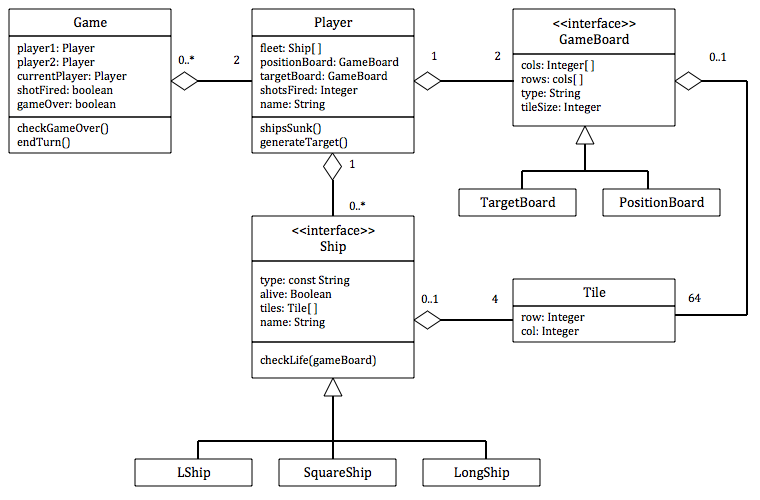 Game
player1: Player
player2: Player
currentPlayer: Player
shotFired: boolean
gameOver: boolean
checkGameOver()
endTurn()
0..*
2
Player
fleet: Ship[ ]
positionBoard: GameBoard
targetBoard: GameBoard
shotsFired: Integer
name: String
shipsSunk()
generateTarget()
1
2
<<interface>>
GameBoard
cols: Integer[ ]
rows: cols[ ]
type: String
tileSize: Integer
0..1
1
0..*
TargetBoard
PositionBoard
<<interface>>
Ship
type: const String
alive: Boolean
tiles: Tile[ ]
name: String
checkLife(gameBoard)
0..1
4
Tile
row: Integer
col: Integer
64
LShip
SquareShip
LongShip